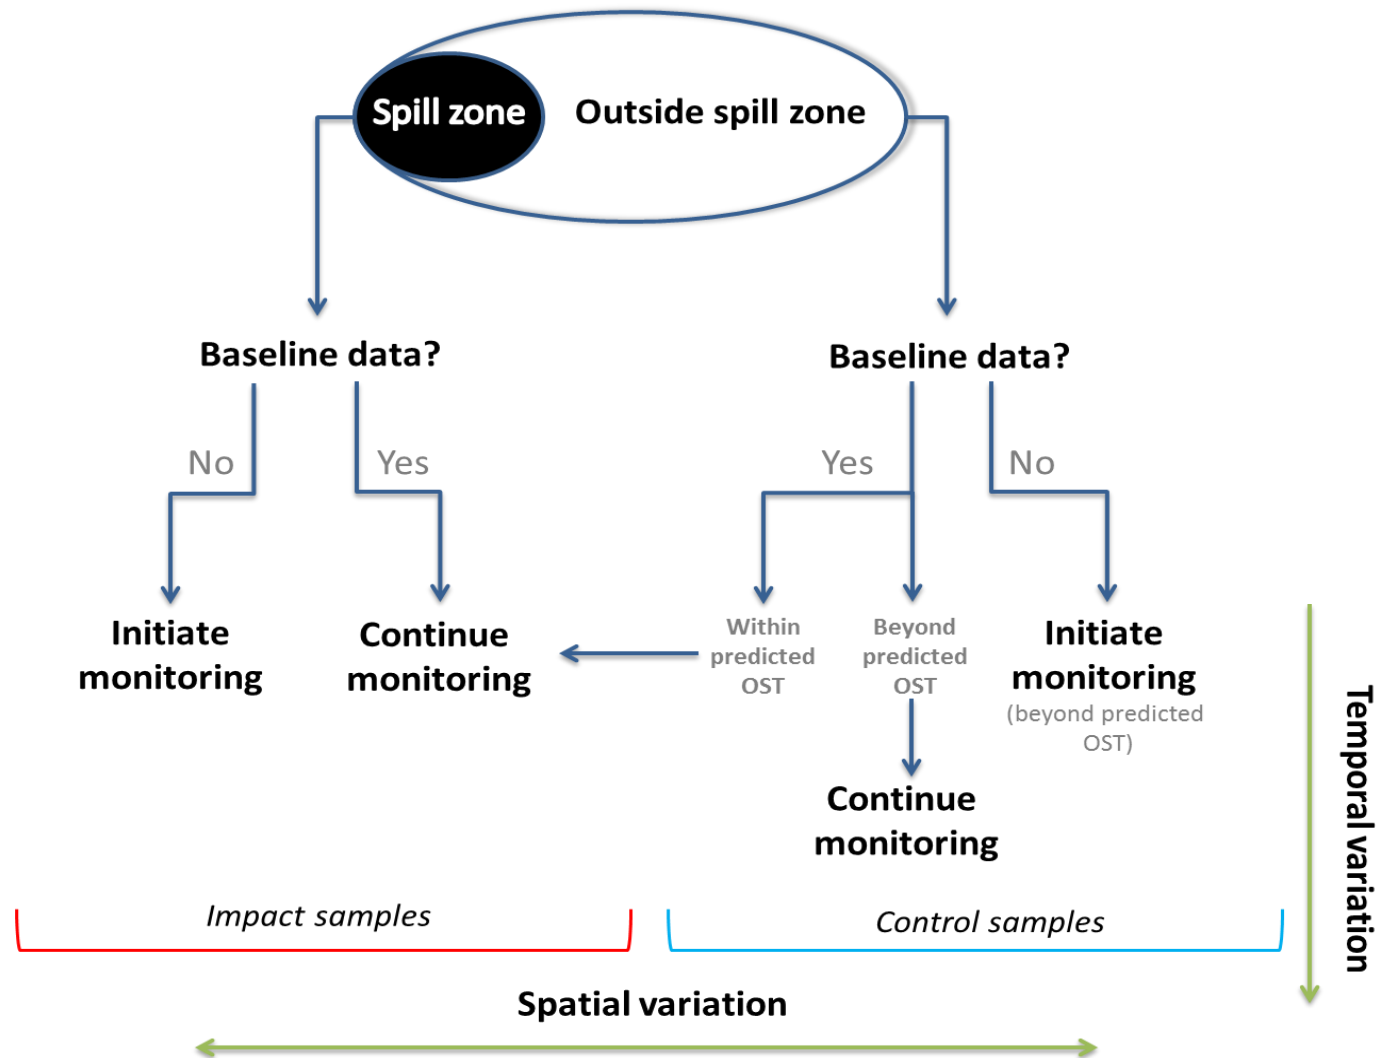 Spill zone
Outside spill zone
Baseline data?
Baseline data?
No
Yes
Yes
No
Initiate
monitoring
Continue
monitoring
Within
predicted
OST
Beyond
predicted
OST
Initiate
monitoring
(beyond predicted
OST)
Continue
monitoring
Temporal variation
Impact samples
Control samples
Spatial variation